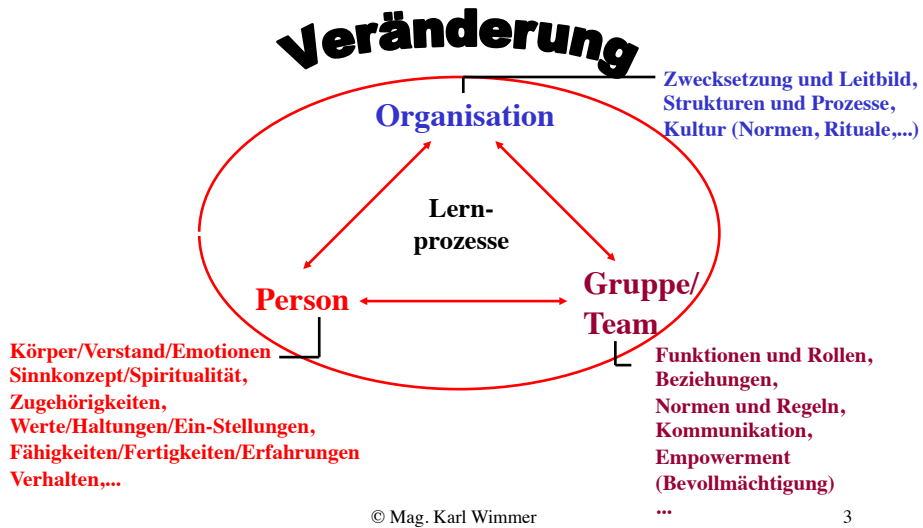 Veränderung
Zwecksetzung und Leitbild,
Strukturen und Prozesse,
Kultur (Normen, Rituale,...)
Organisation
Lern-
prozesse
Person
Gruppe/
Team
Körper/Verstand/Emotionen
Sinnkonzept/Spiritualität,
Zugehörigkeiten,
Werte/Haltungen/Ein-Stellungen,
Fähigkeiten/Fertigkeiten/Erfahrungen
Verhalten,...
Funktionen und Rollen,
Beziehungen,
Normen und Regeln,
Kommunikation,
Empowerment
(Bevollmächtigung)
...
© Mag. Karl Wimmer
3